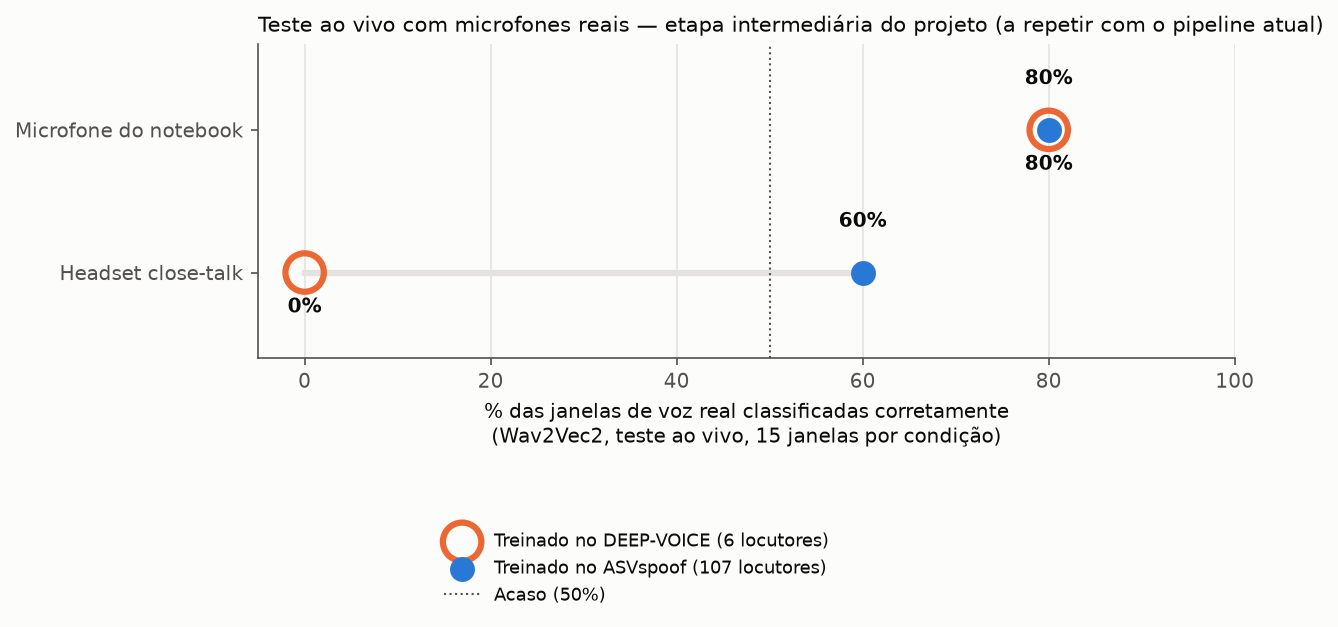 Teste ao vivo com microfones reais — etapa intermediária do projeto (a repetir com o pipeline atual)
80%
Microfone do notebook
80%
60%
Headset close-talk
0%
0 20 40 60 80 100
% das janelas de voz real classificadas corretamente
(Wav2Vec2, teste ao vivo, 15 janelas por condição)
Treinado no DEEP-VOICE (6 locutores)
Treinado no ASVspoof (107 locutores)
Acaso (50%)